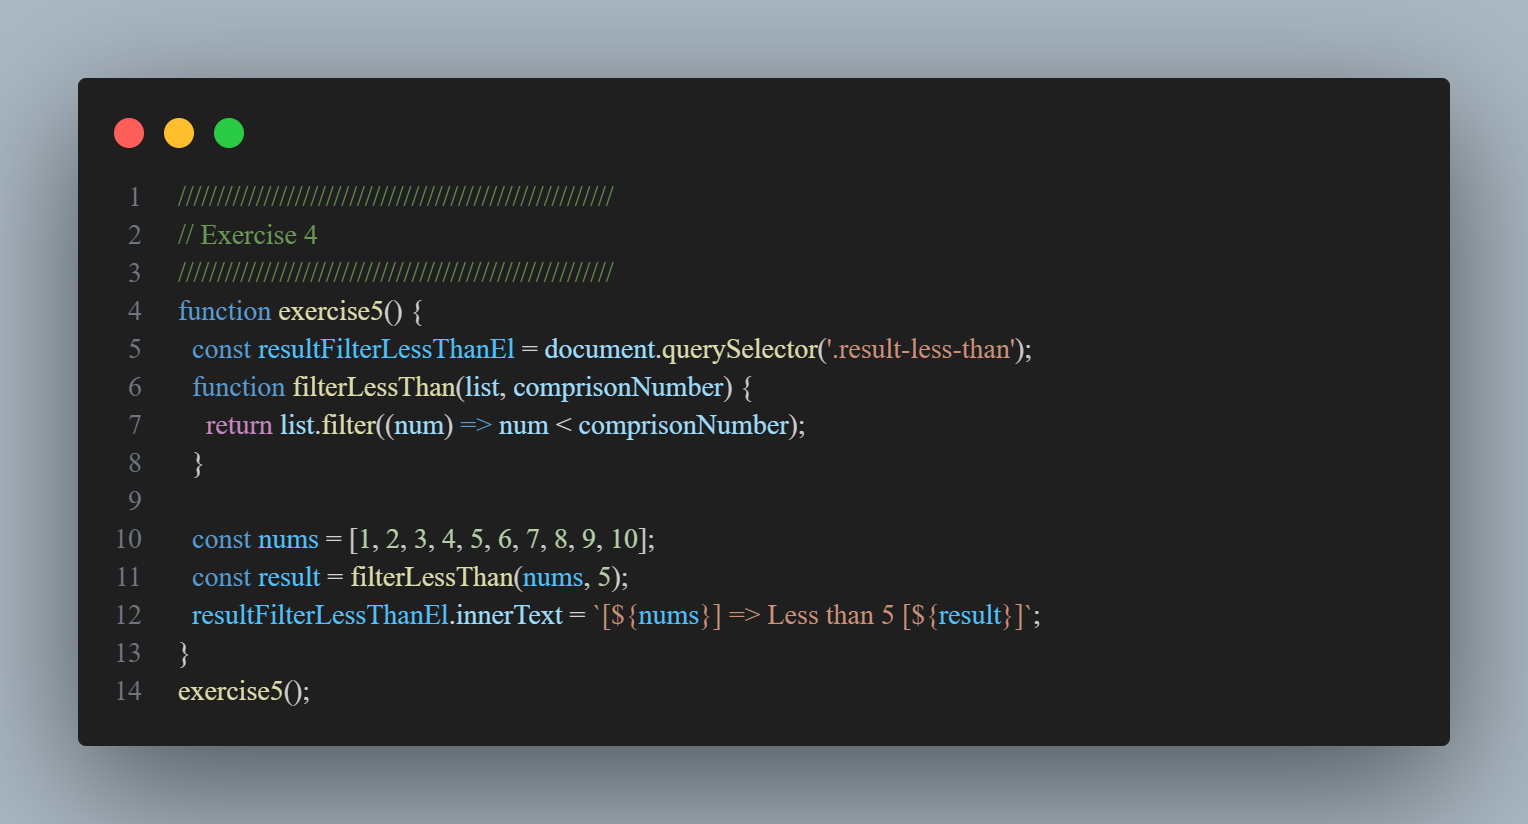 1 ////////////////////////////////////////////////////////
2 // Exercise 4
3 ////////////////////////////////////////////////////////
4 function exercise5() {
5 const resultFilterLessThanEl = document.querySelector('.result-less-than');
6 function filterLessThan(list, comprisonNumber) {
7 return list.filter((num) => num < comprisonNumber);
8 }
9
10 const nums = [1, 2, 3, 4, 5, 6, 7, 8, 9, 10];
11 const result = filterLessThan(nums, 5);
12 resultFilterLessThanEl.innerText = `[${nums}] => Less than 5 [${result}]`;
13 }
14 exercise5();